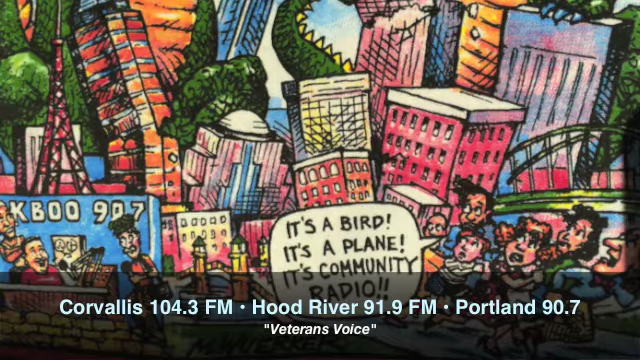 KBOO 90.7
IT'S A BIRD!
IT'S A PLANE!
IT'S COMMUNITY
RADIO!!
Corvallis 104.3 FM • Hood River 91.9 FM • Portland 90.7
"Veterans Voice"